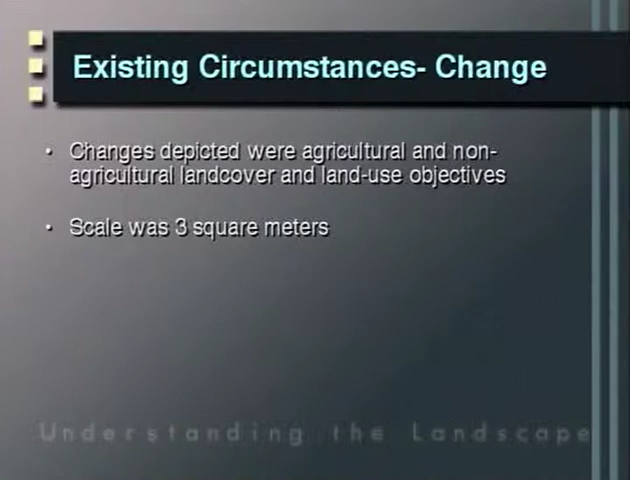 Existing Circumstances- Change
• Changes depicted were agricultural and non-
agricultural landcover and land-use objectives
• Scale was 3 square meters
Understanding the Landscape